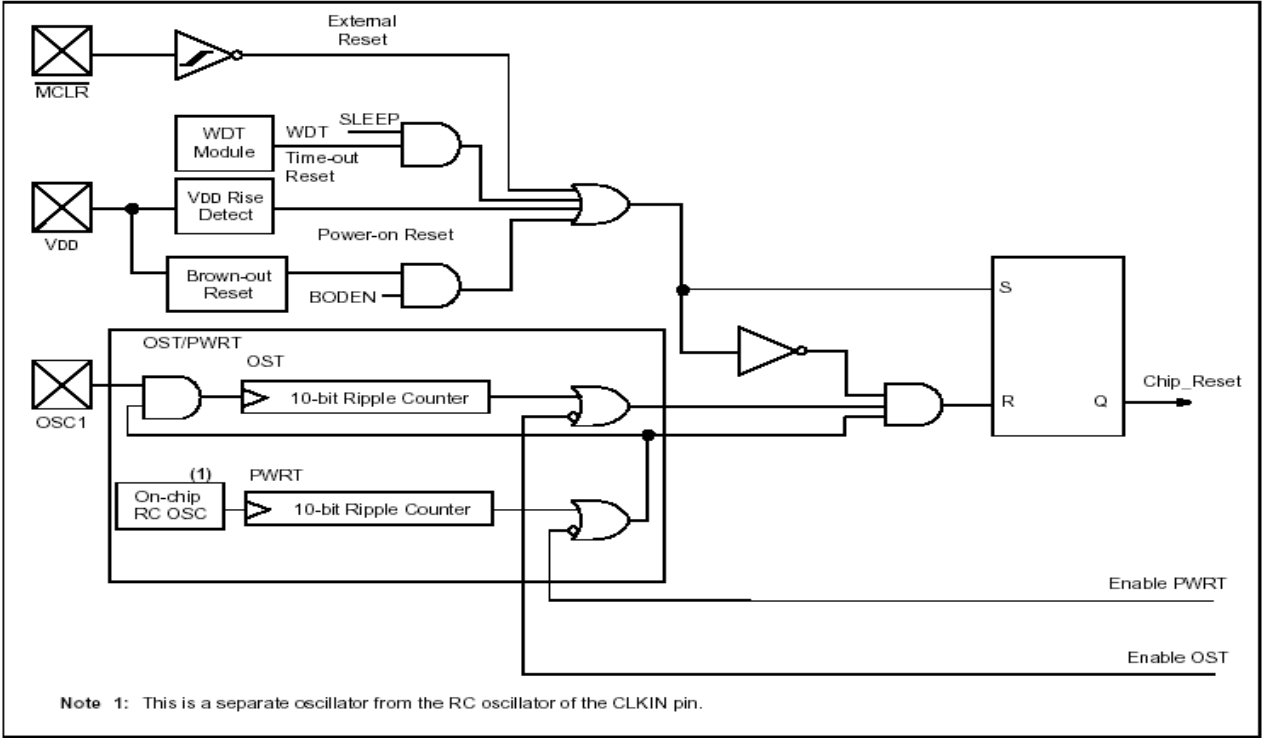 External
Reset
MCLR
SLEEP
WDT
Module
WDT
Time-out
Reset
VDD
VDD Rise
Detect
Power-on Reset
Brown-out
Reset
BODEN
S
OST/PWRT
OST
10-bit Ripple Counter
OSC1
Chip_Reset
R
Q
(1)
PWRT
On-chip
RC OSC
10-bit Ripple Counter
Enable PWRT
Enable OST
Note 1: This is a separate oscillator from the RC oscillator of the CLKIN pin.